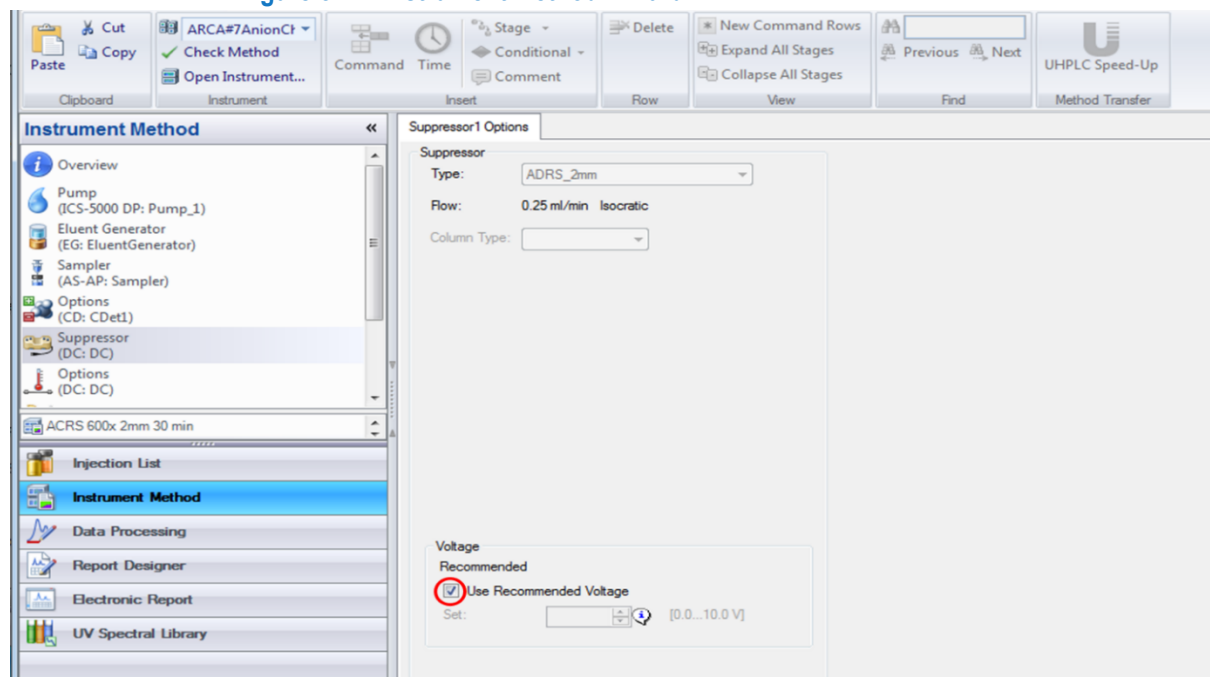 Cut
Copy
Paste
Clipboard
ARCA#7AnionCh
Check Method
Open Instrument...
Instrument
Command
Time
Stage
Conditional
Comment
Insert
Delete
Row
New Command Rows
Expand All Stages
Collapse All Stages
View
Previous
Next
Find
UHPLC Speed-Up
Method Transfer
Instrument Method
«
Overview
Pump
(ICS-5000 DP: Pump_1)
Eluent Generator
(EG: EluentGenerator)
Sampler
(AS-AP: Sampler)
Options
(CD: CDet1)
Suppressor
(DC: DC)
Options
(DC: DC)
ACRS 600x 2mm 30 min
Injection List
Instrument Method
Data Processing
Report Designer
Electronic Report
UV Spectral Library
Suppressor1 Options
Suppressor
Type: ADRS_2mm
Flow: 0.25 ml/min Isocratic
Column Type:
Voltage
Recommended
Use Recommended Voltage
Set: [0.0...10.0 V]